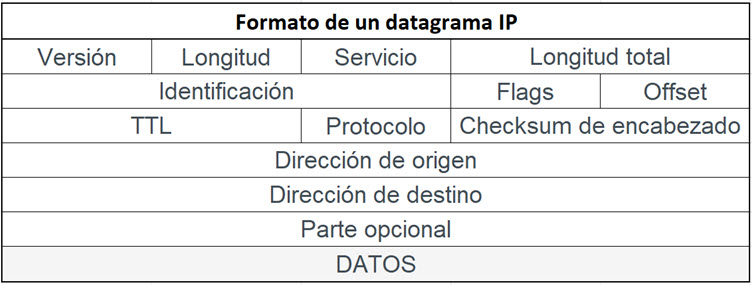 Formato de un datagrama IP
Versión Longitud Servicio Longitud total
Identificación Flags Offset
TTL Protocolo Checksum de encabezado
Dirección de origen
Dirección de destino
Parte opcional
DATOS